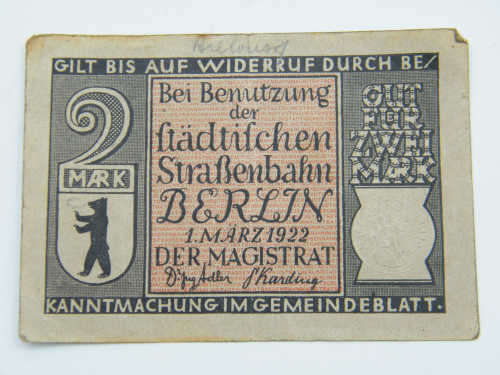 GILT BIS AUF WIDERRUF DURCH BE/
2
MARK
Bei Benutzung
der
städtischen
Straßenbahn
BERLIN
1. MÄRZ 1922
DER MAGISTRAT
GUT
FÜR
ZWEI
MARK
KANNTMACHUNG IM GEMEINDEBLATT.